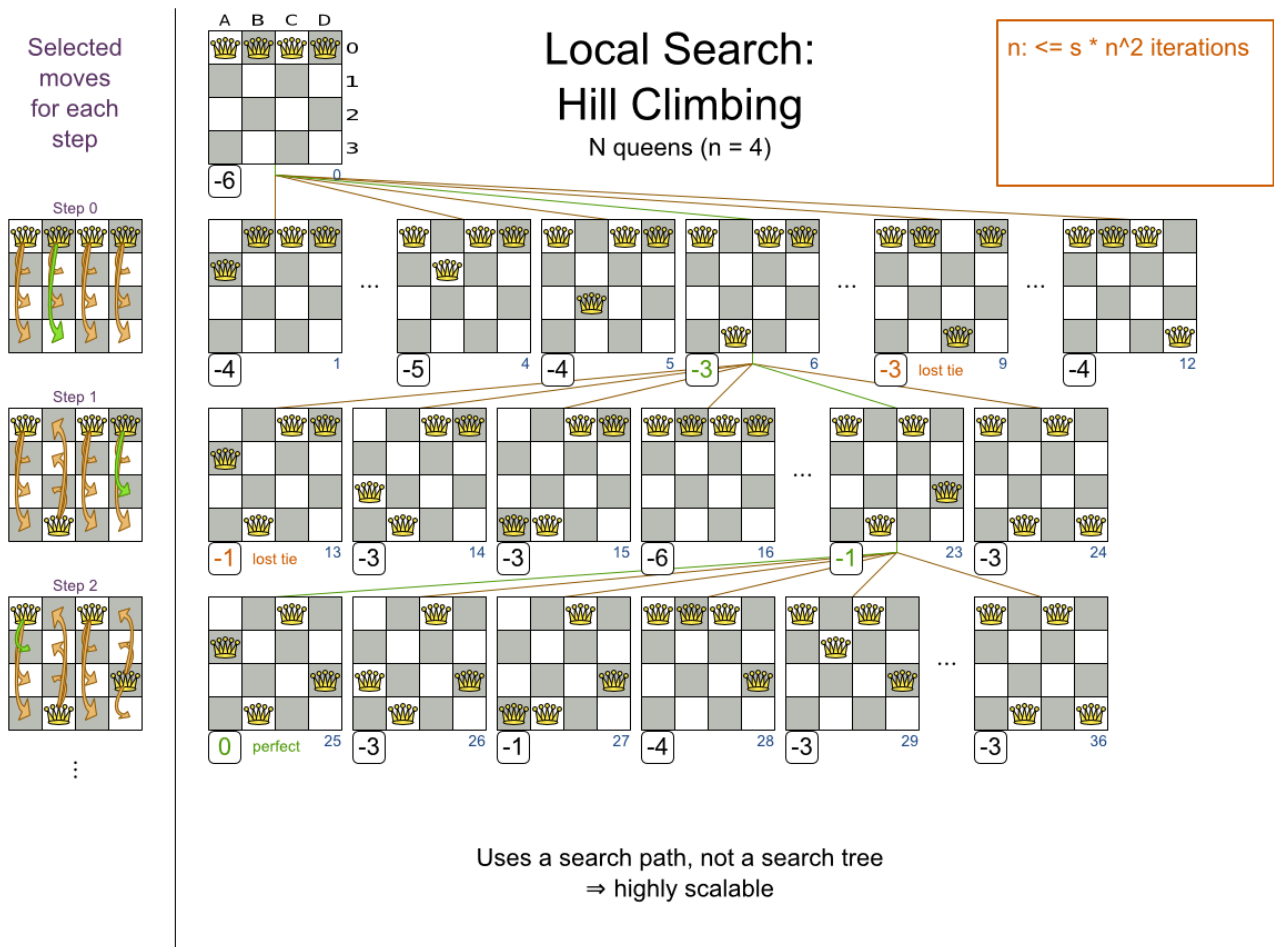 Selected
moves
for each
step
A B C D
0
1
2
3
Local Search:
Hill Climbing
N queens (n = 4)
n: <= s * n^2 iterations
-6
0
Step 0
... ... ...
-4 1
-5 4
-4 5
-3 6
-3 lost tie 9
-4 12
Step 1
...
-1 lost tie 13
-3 14
-3 15
-6 16
-1 23
-3 24
Step 2
...
0 perfect 25
-3 26
-1 27
-4 28
-3 29
-3 36
⋮
Uses a search path, not a search tree
⇒ highly scalable